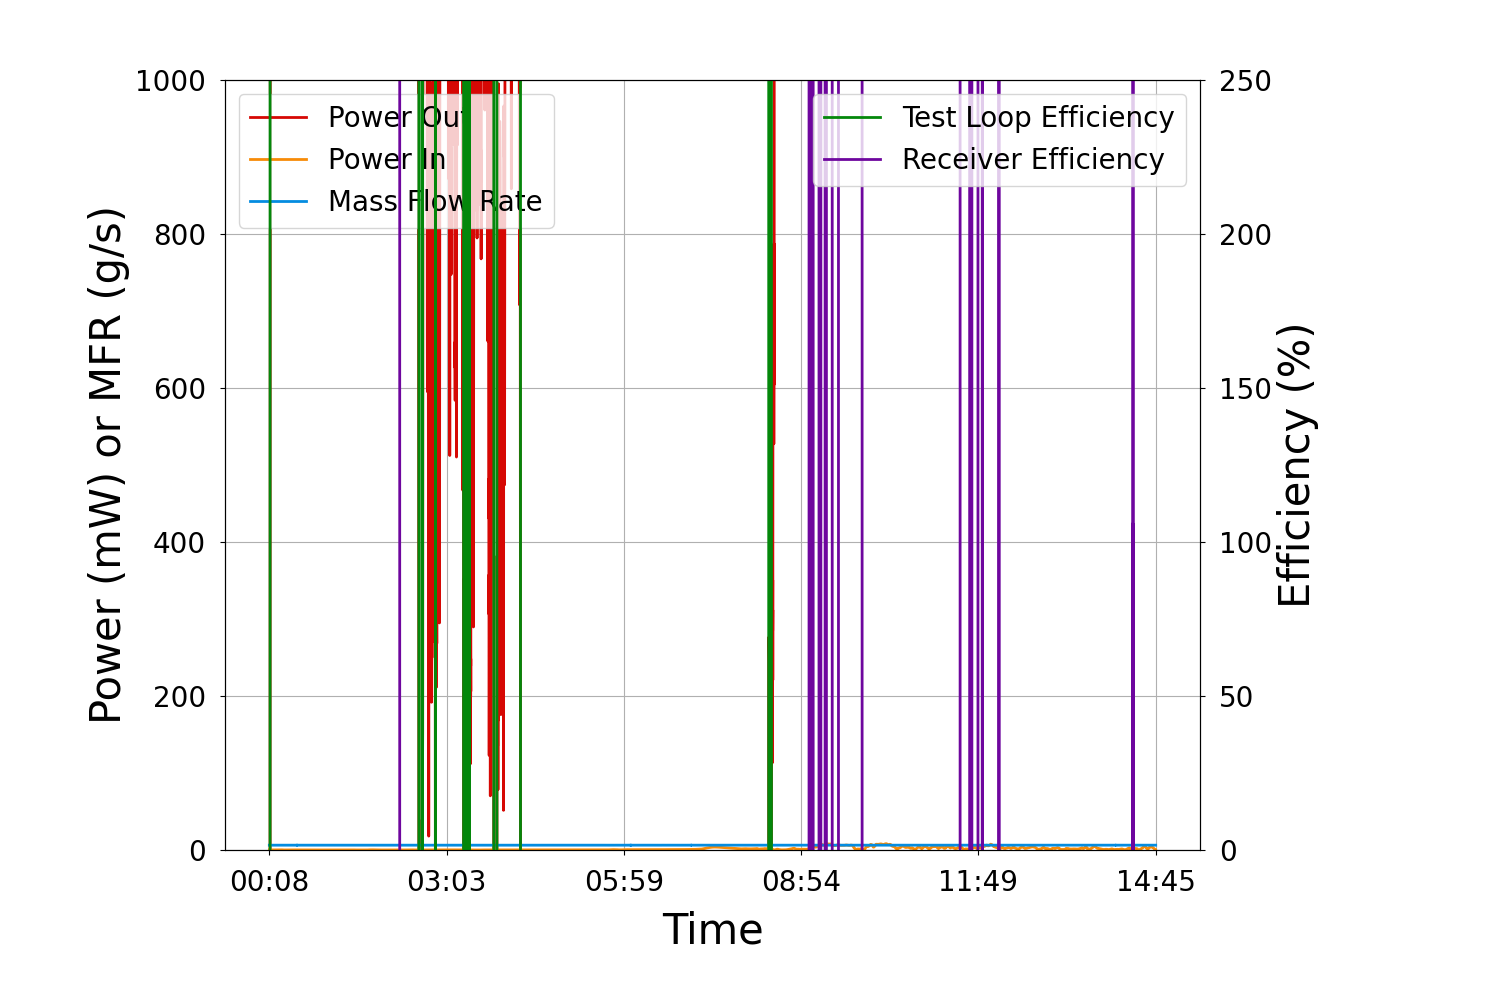 1000
800
600
400
200
0
Power (mW) or MFR (g/s)
Power Out
Power In
Mass Flow Rate
Test Loop Efficiency
Receiver Efficiency
250
200
150
100
50
0
Efficiency (%)
00:08 03:03 05:59 08:54 11:49 14:45
Time